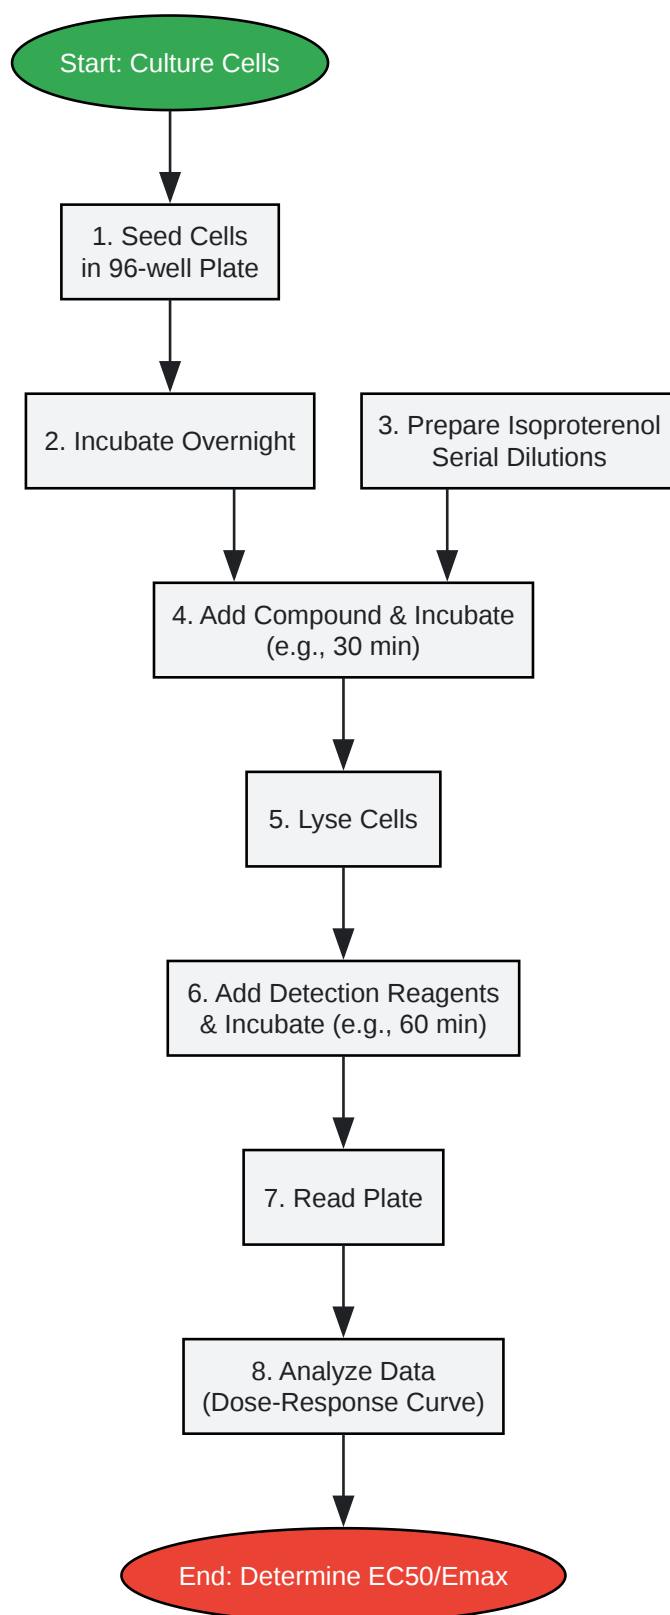 Start: Culture Cells
1. Seed Cells
in 96-well Plate
2. Incubate Overnight
3. Prepare Isoproterenol
Serial Dilutions
4. Add Compound & Incubate
(e.g., 30 min)
5. Lyse Cells
6. Add Detection Reagents
& Incubate (e.g., 60 min)
7. Read Plate
8. Analyze Data
(Dose-Response Curve)
End: Determine EC50/Emax